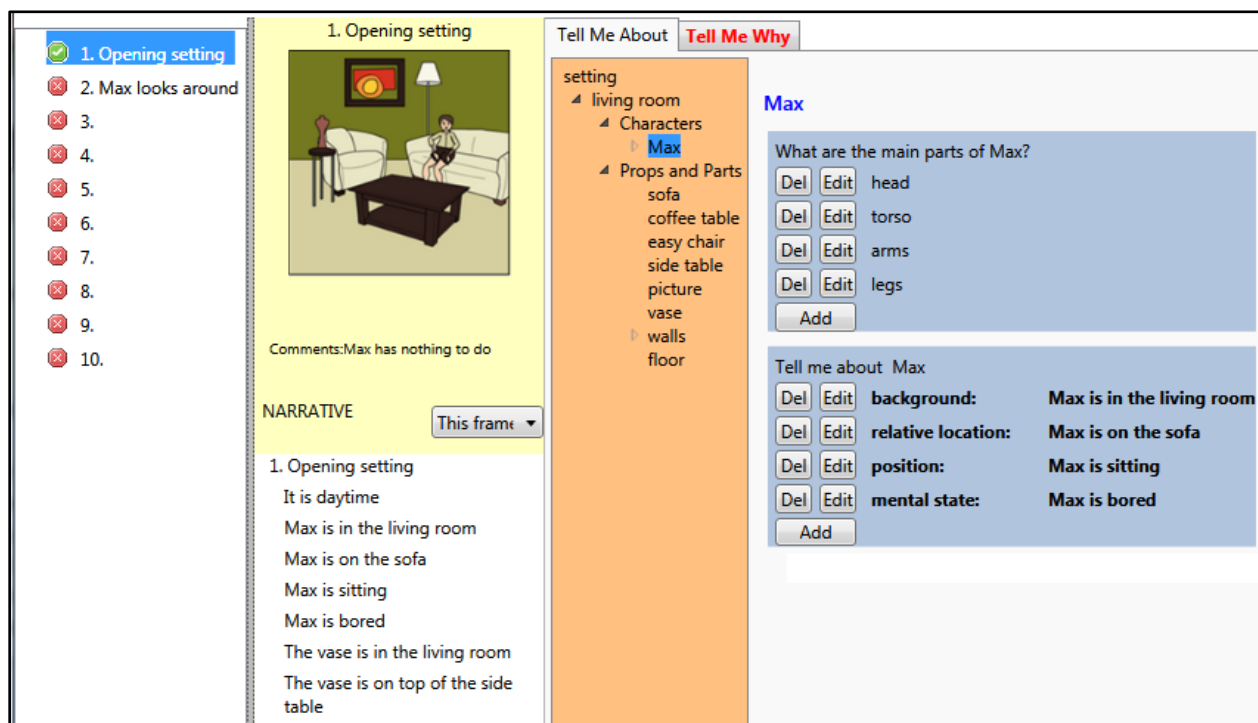 1. Opening setting
2. Max looks around
3.
4.
5.
6.
7.
8.
9.
10.
1. Opening setting
Comments:Max has nothing to do
NARRATIVE
This frame
1. Opening setting
It is daytime
Max is in the living room
Max is on the sofa
Max is sitting
Max is bored
The vase is in the living room
The vase is on top of the side
table
Tell Me About Tell Me Why
setting
living room
Characters
Max
Props and Parts
sofa
coffee table
easy chair
side table
picture
vase
walls
floor
Max
What are the main parts of Max?
Del Edit head
Del Edit torso
Del Edit arms
Del Edit legs
Add
Tell me about Max
Del Edit background: Max is in the living room
Del Edit relative location: Max is on the sofa
Del Edit position: Max is sitting
Del Edit mental state: Max is bored
Add